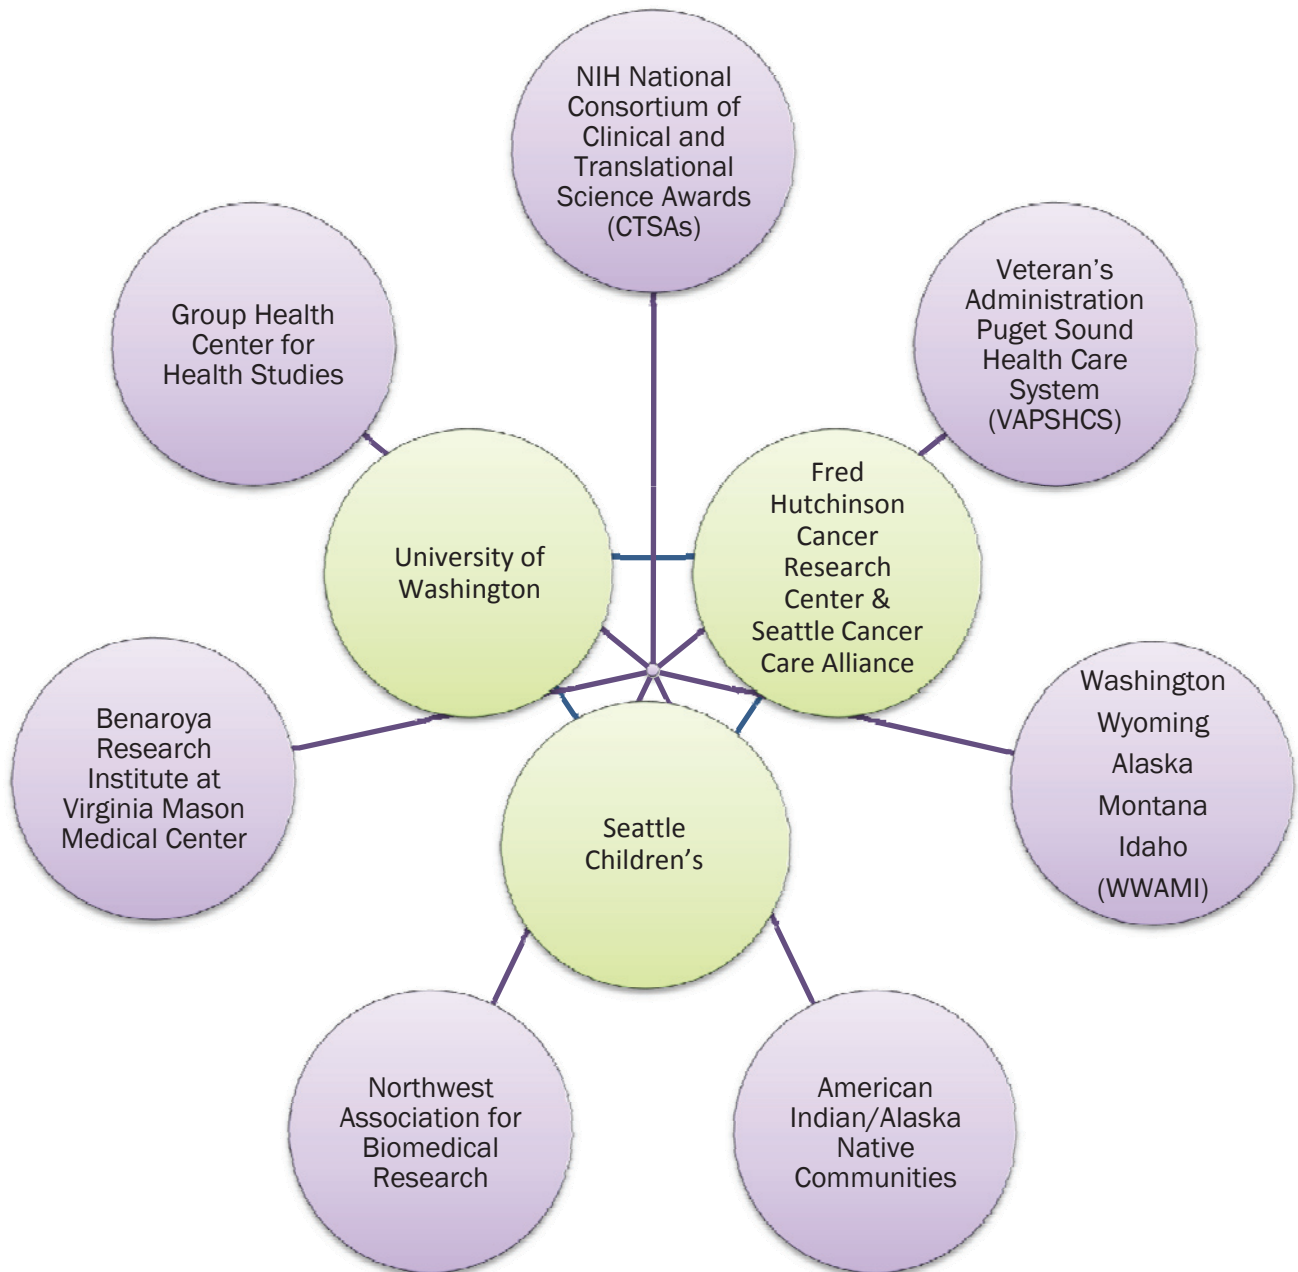 NIH National
Consortium of
Clinical and
Translational
Science Awards
(CTSAs)
Group Health
Center for
Health Studies
Veteran’s
Administration
Puget Sound
Health Care
System
(VAPSHCS)
University of
Washington
Fred
Hutchinson
Cancer
Research
Center &
Seattle Cancer
Care Alliance
Benaroya
Research
Institute at
Virginia Mason
Medical Center
Washington
Wyoming
Alaska
Montana
Idaho
(WWAMI)
Seattle
Children’s
Northwest
Association for
Biomedical
Research
American
Indian/Alaska
Native
Communities